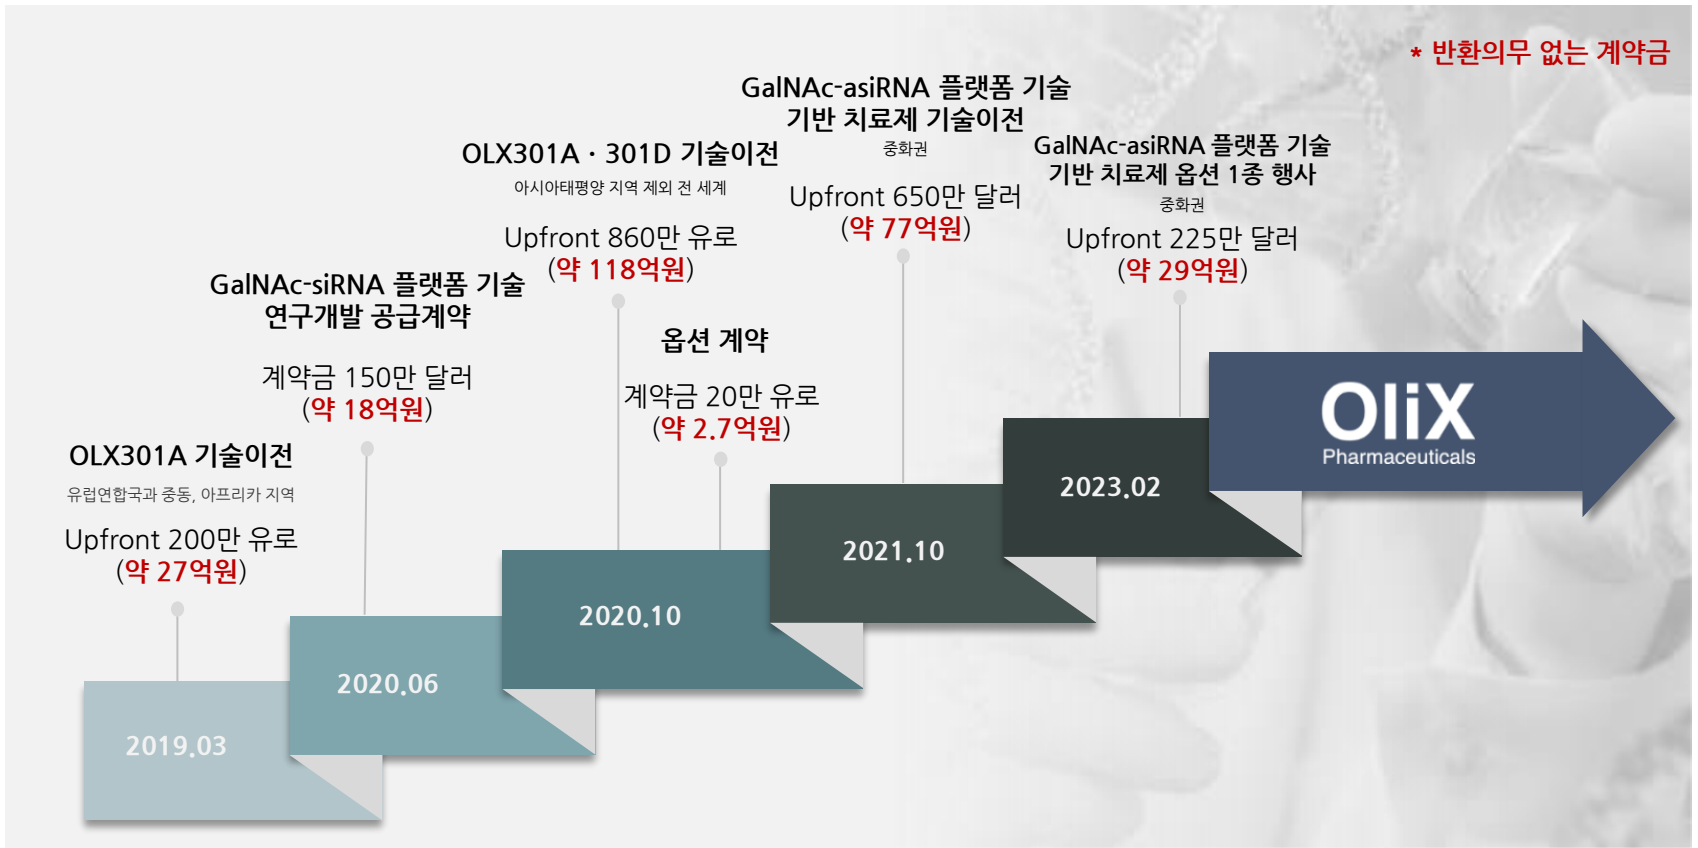 * 반환의무 없는 계약금
GalNAc-asiRNA 플랫폼 기술
기반 치료제 기술이전
중화권
Upfront 650만 달러
(약 77억원)
GalNAc-asiRNA 플랫폼 기술
기반 치료제 옵션 1종 행사
중화권
Upfront 225만 달러
(약 29억원)
OLX301A · 301D 기술이전
아시아태평양 지역 제외 전 세계
Upfront 860만 유로
(약 118억원)
GalNAc-siRNA 플랫폼 기술
연구개발 공급계약
계약금 150만 달러
(약 18억원)
옵션 계약
계약금 20만 유로
(약 2.7억원)
OLX301A 기술이전
유럽연합국과 중동, 아프리카 지역
Upfront 200만 유로
(약 27억원)
OliX
Pharmaceuticals
2023.02
2021.10
2020.10
2020.06
2019.03